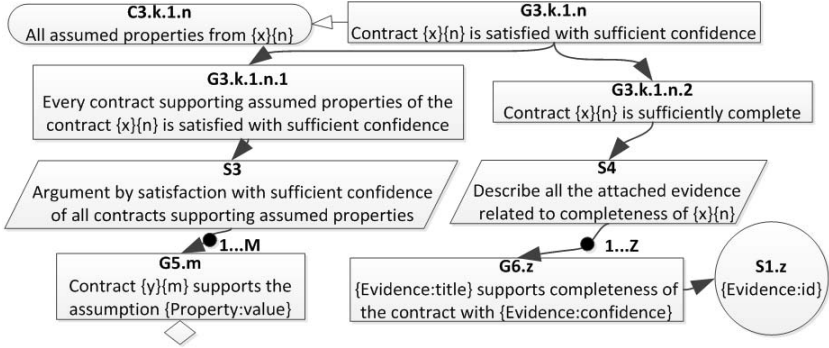 C3.k.1.n
All assumed properties from {x}{n}
G3.k.1.n
Contract {x}{n} is satisfied with sufficient confidence
G3.k.1.n.1
Every contract supporting assumed properties of the
contract {x}{n} is satisfied with sufficient confidence
G3.k.1.n.2
Contract {x}{n} is sufficiently complete
S3
Argument by satisfaction with sufficient confidence
of all contracts supporting assumed properties
S4
Describe all the attached evidence
related to completeness of {x}{n}
1...M
1...Z
G5.m
Contract {y}{m} supports the
assumption {Property:value}
G6.z
{Evidence:title} supports completeness of
the contract with {Evidence:confidence}
S1.z
{Evidence:id}